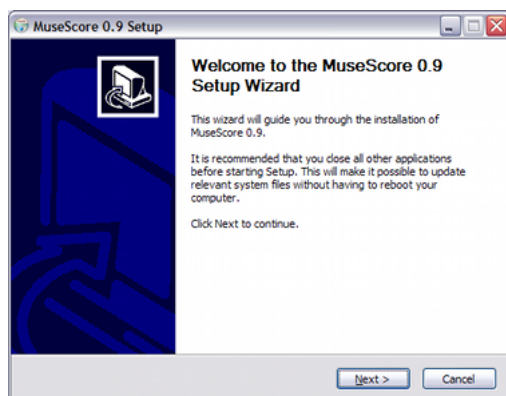 MuseScore 0.9 Setup
Welcome to the MuseScore 0.9
Setup Wizard
This wizard will guide you through the installation of
MuseScore 0.9.
It is recommended that you close all other applications
before starting Setup. This will make it possible to update
relevant system files without having to reboot your
computer.
Click Next to continue.
Next >
Cancel